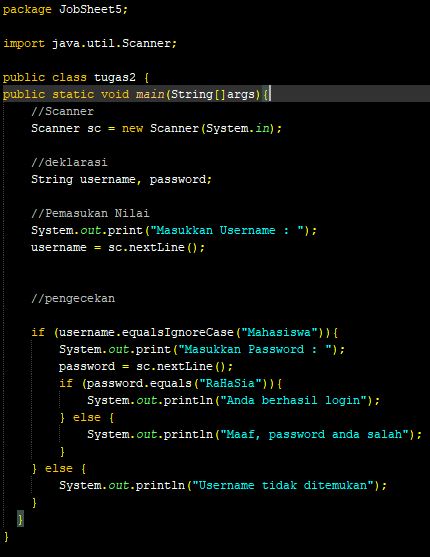 package JobSheet5;
import java.util.Scanner;
public class tugas2 {
public static void main(String[]args){
//Scanner
Scanner sc = new Scanner(System.in);
//deklarasi
String username, password;
//Pemasukan Nilai
System.out.print("Masukkan Username : ");
username = sc.nextLine();
//pengecekan
if (username.equalsIgnoreCase("Mahasiswa")){
System.out.print("Masukkan Password : ");
password = sc.nextLine();
if (password.equals("RaHaSia")){
System.out.println("Anda berhasil login");
} else {
System.out.println("Maaf, password anda salah");
}
} else {
System.out.println("Username tidak ditemukan");
}
}
}